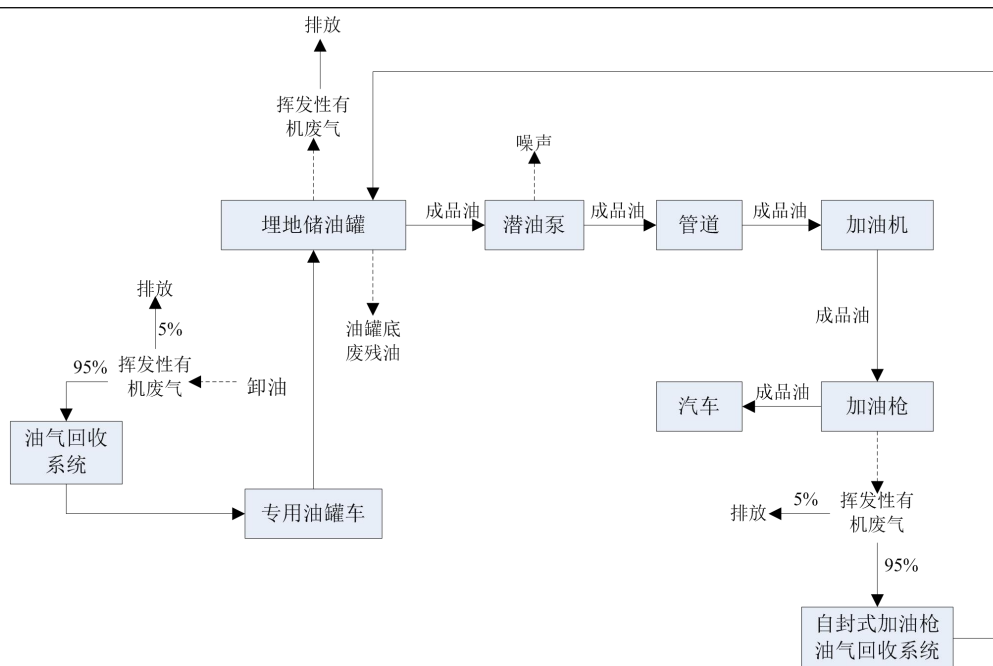 排放
挥发性有
机废气
噪声
埋地储油罐
成品油
潜油泵
成品油
管道
成品油
加油机
排放
5%
油罐底
废残油
成品油
95%
挥发性有
机废气
卸油
汽车
成品油
加油枪
油气回收
系统
专用油罐车
排放
5%
挥发性有
机废气
95%
自封式加油枪
油气回收系统